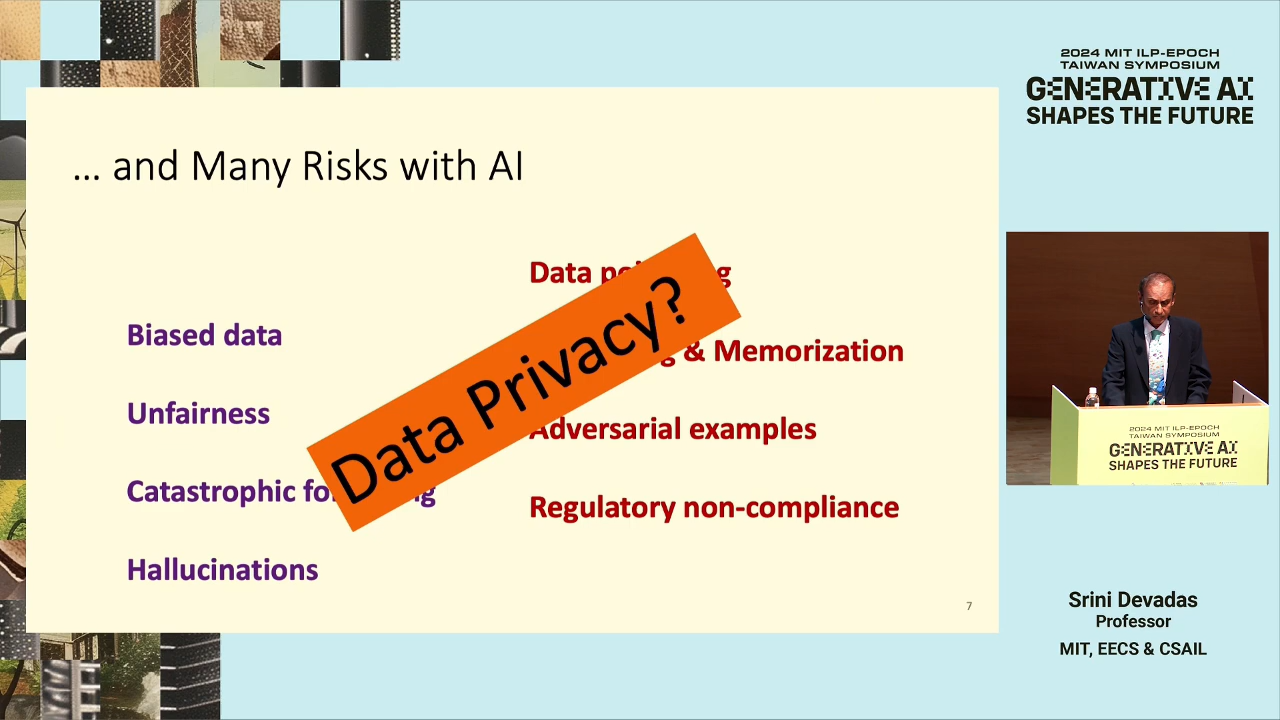 2024 MIT ILP-EPOCH
TAIWAN SYMPOSIUM
GENERATIVE AI
SHAPES THE FUTURE
... and Many Risks with AI
Data
Biased data
& Memorization
Unfairness
Adversarial examples
Catastrophic
Regulatory non-compliance
Hallucinations
Data Privacy?
7
2024 MIT ILP-EPOCH
TAIWAN SYMPOSIUM
GENERATIVE AI
SHAPES THE FUTURE
Srini Devadas
Professor
MIT, EECS & CSAIL